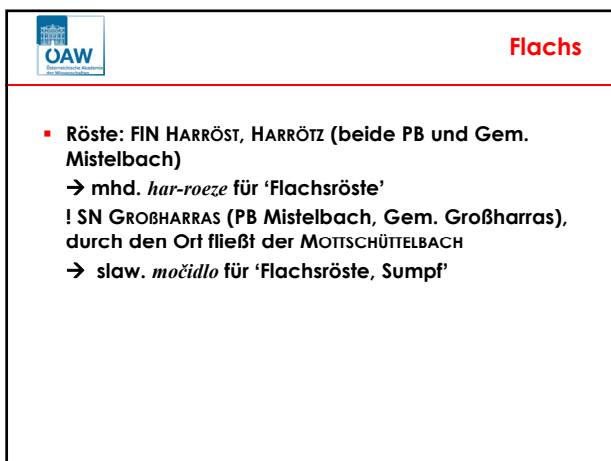 ÖAW
Österreichische Akademie
der Wissenschaften
Flachs
▪ Röste: FIN HARRÖST, HARRÖTZ (beide PB und Gem.
Mistelbach)
→ mhd. har-roeze für 'Flachsröste'
! SN GROßHARRAS (PB Mistelbach, Gem. Großharras),
durch den Ort fließt der MOTTSCHÜTTELBACH
→ slaw. močidlo für 'Flachsröste, Sumpf'